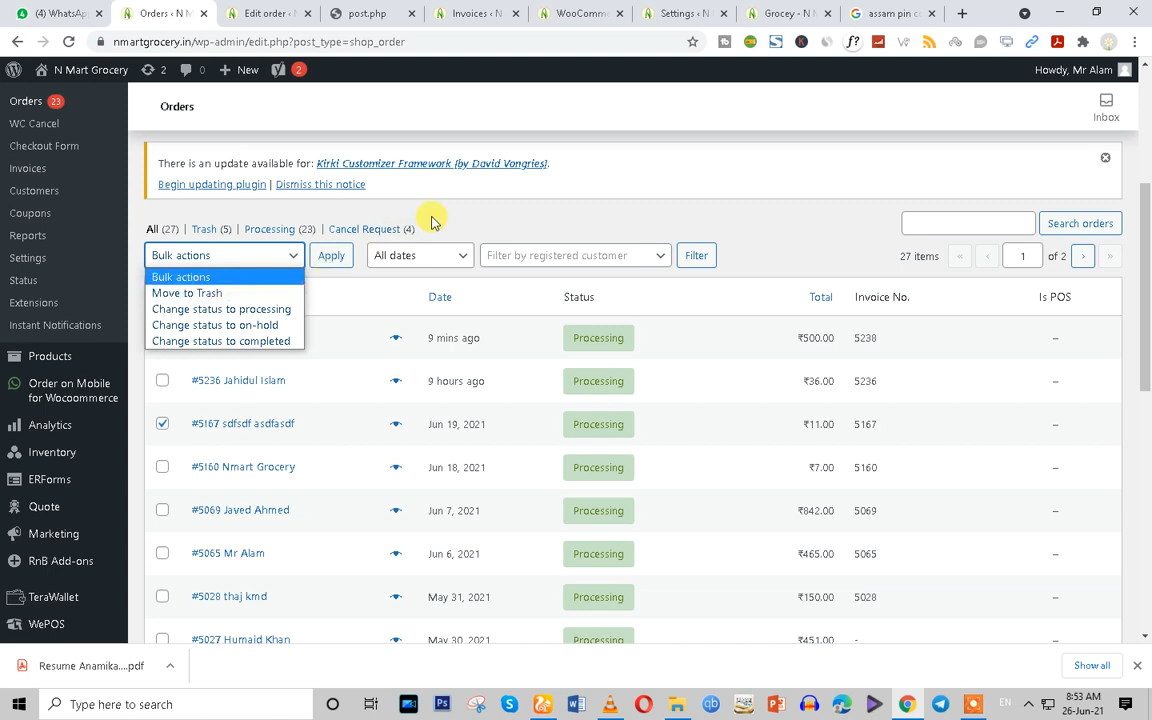 (4) WhatsAp
Orders ‹ N M
Edit order ‹
post.php
Invoices ‹ N
WooComme
Settings ‹ N
Grocey - N M
assam pin c
nmartgrocery.in/wp-admin/edit.php?post_type=shop_order
N Mart Grocery
2
0
New
2
Howdy, Mr Alam
Orders 23
WC Cancel
Checkout Form
Invoices
Customers
Coupons
Reports
Settings
Status
Extensions
Instant Notifications
Products
Order on Mobile
for Wocoommerce
Analytics
Inventory
ERForms
Quote
Marketing
RnB Add-ons
TeraWallet
WePOS
Orders
Inbox
There is an update available for: Kirki Customizer Framework (by David Vongries).
Begin updating plugin | Dismiss this notice
All (27) | Trash (5) | Processing (23) | Cancel Request (4)
Search orders
Bulk actions
Apply
All dates
Filter by registered customer
Filter
27 items « ‹ 1 of 2 › »
Bulk actions
Move to Trash
Change status to processing
Change status to on-hold
Change status to completed
Date Status Total Invoice No. Is POS
9 mins ago Processing ₹500.00 5238 –
#5236 Jahidul Islam 9 hours ago Processing ₹36.00 5236 –
#5167 sdfsdf asdfasdf Jun 19, 2021 Processing ₹11.00 5167 –
#5160 Nmart Grocery Jun 18, 2021 Processing ₹7.00 5160 –
#5069 Javed Ahmed Jun 7, 2021 Processing ₹842.00 5069 –
#5065 Mr Alam Jun 6, 2021 Processing ₹465.00 5065 –
#5028 thaj kmd May 31, 2021 Processing ₹150.00 5028 –
#5027 Humaid Khan May 30, 2021 Processing ₹451.00 - –
Resume Anamika....pdf
Show all
Type here to search
EN
8:53 AM
26-Jun-21